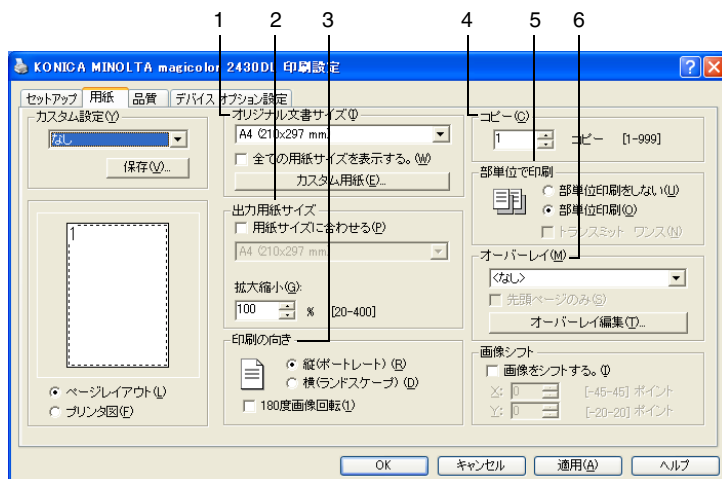 1 2 3 4 5 6
KONICA MINOLTA magicolor 2430DL 印刷設定
セットアップ 用紙 品質 デバイス オプション設定
カスタム設定(Y)
なし
保存(V)...
1
ページレイアウト(L)
プリンタ図(F)
オリジナル文書サイズ(I)
A4 (210x297 mm)
全ての用紙サイズを表示する。(W)
カスタム用紙(E)...
出力用紙サイズ
用紙サイズに合わせる(P)
A4 (210x297 mm)
拡大縮小(G):
100 % [20-400]
印刷の向き
縦(ポートレート) (R)
横(ランドスケープ) (D)
180度画像回転(1)
コピー(C)
1 コピー [1-999]
部単位で印刷
部単位印刷をしない(U)
部単位印刷(O)
トランスミット ワンス(N)
オーバーレイ(M)
<なし>
先頭ページのみ(S)
オーバーレイ編集(T)...
画像シフト
画像をシフトする。(I)
X: 0 [-45-45] ポイント
Y: 0 [-20-20] ポイント
OK キャンセル 適用(A) ヘルプ